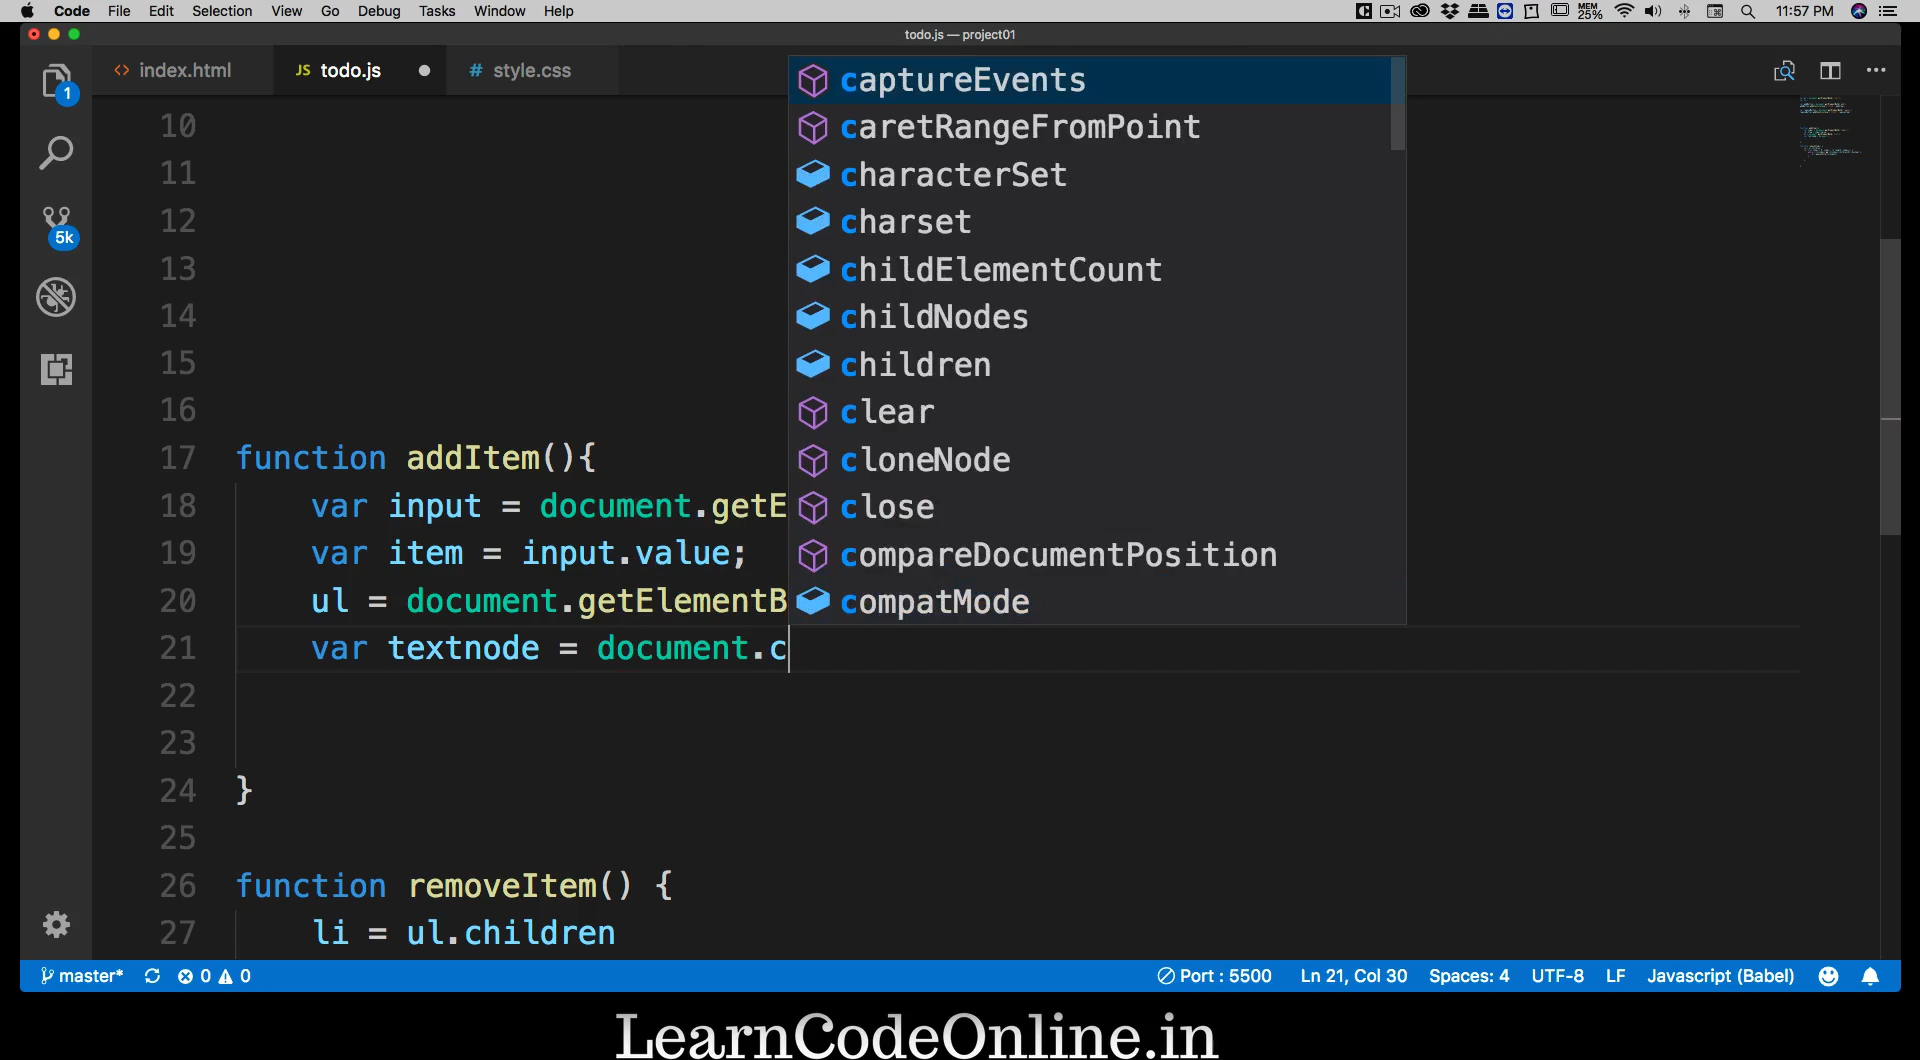 Code File Edit Selection View Go Debug Tasks Window Help MEM 25% 11:57 PM
todo.js — project01
<> index.html JS todo.js # style.css
1
5k
captureEvents
caretRangeFromPoint
characterSet
charset
childElementCount
childNodes
children
clear
cloneNode
close
compareDocumentPosition
compatMode
10
11
12
13
14
15
16
17 function addItem(){
18 var input = document.getE
19 var item = input.value;
20 ul = document.getElementB
21 var textnode = document.c
22
23
24 }
25
26 function removeItem() {
27 li = ul.children
master* 0 0 Port : 5500 Ln 21, Col 30 Spaces: 4 UTF-8 LF Javascript (Babel)
LearnCodeOnline.in